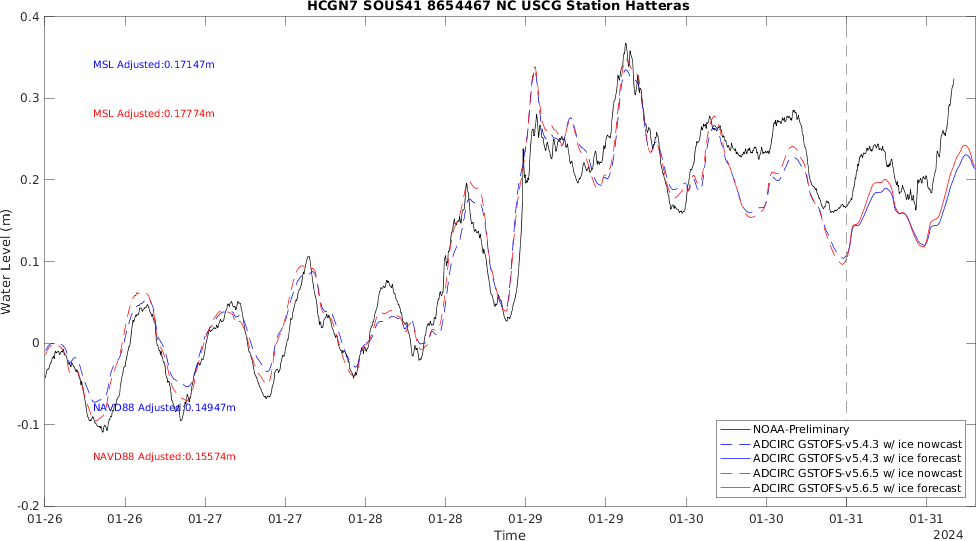 HCGN7 SOUS41 8654467 NC USCG Station Hatteras
0.4
0.3
0.2
0.1
0
-0.1
-0.2
Water Level (m)
MSL Adjusted:0.17147m
MSL Adjusted:0.17774m
NAVD88 Adjusted:0.14947m
NAVD88 Adjusted:0.15574m
NOAA-Preliminary
ADCIRC GSTOFS-v5.4.3 w/ ice nowcast
ADCIRC GSTOFS-v5.4.3 w/ ice forecast
ADCIRC GSTOFS-v5.6.5 w/ ice nowcast
ADCIRC GSTOFS-v5.6.5 w/ ice forecast
01-26 01-26 01-27 01-27 01-28 01-28 01-29 01-29 01-30 01-30 01-31 01-31
Time
2024